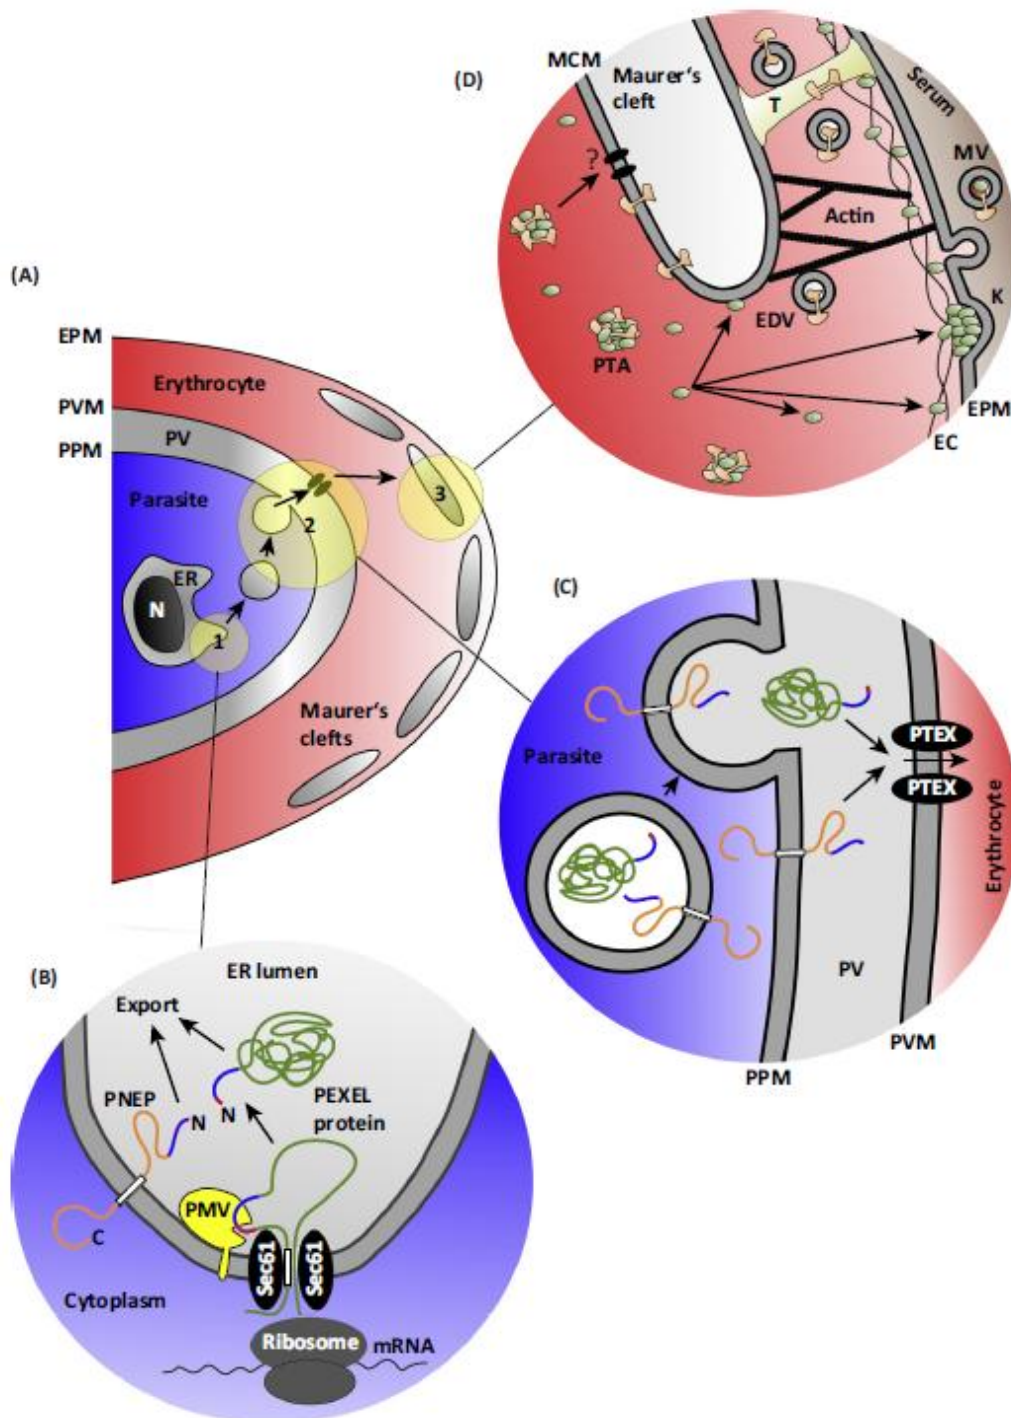 (D)
MCM
Maurer's
cleft
T
Serum
MV
Actin
?
K
EDV
PTA
EPM
EC
(A)
EPM
Erythrocyte
PVM
PV
PPM
Parasite
3
2
ER
N
1
Maurer's
clefts
(C)
PTEX
Parasite
PTEX
Erythrocyte
PV
PVM
PPM
(B)
ER lumen
Export
PNEP
N
N
PEXEL
protein
PMV
C
Sec61
Sec61
Cytoplasm
Ribosome
mRNA